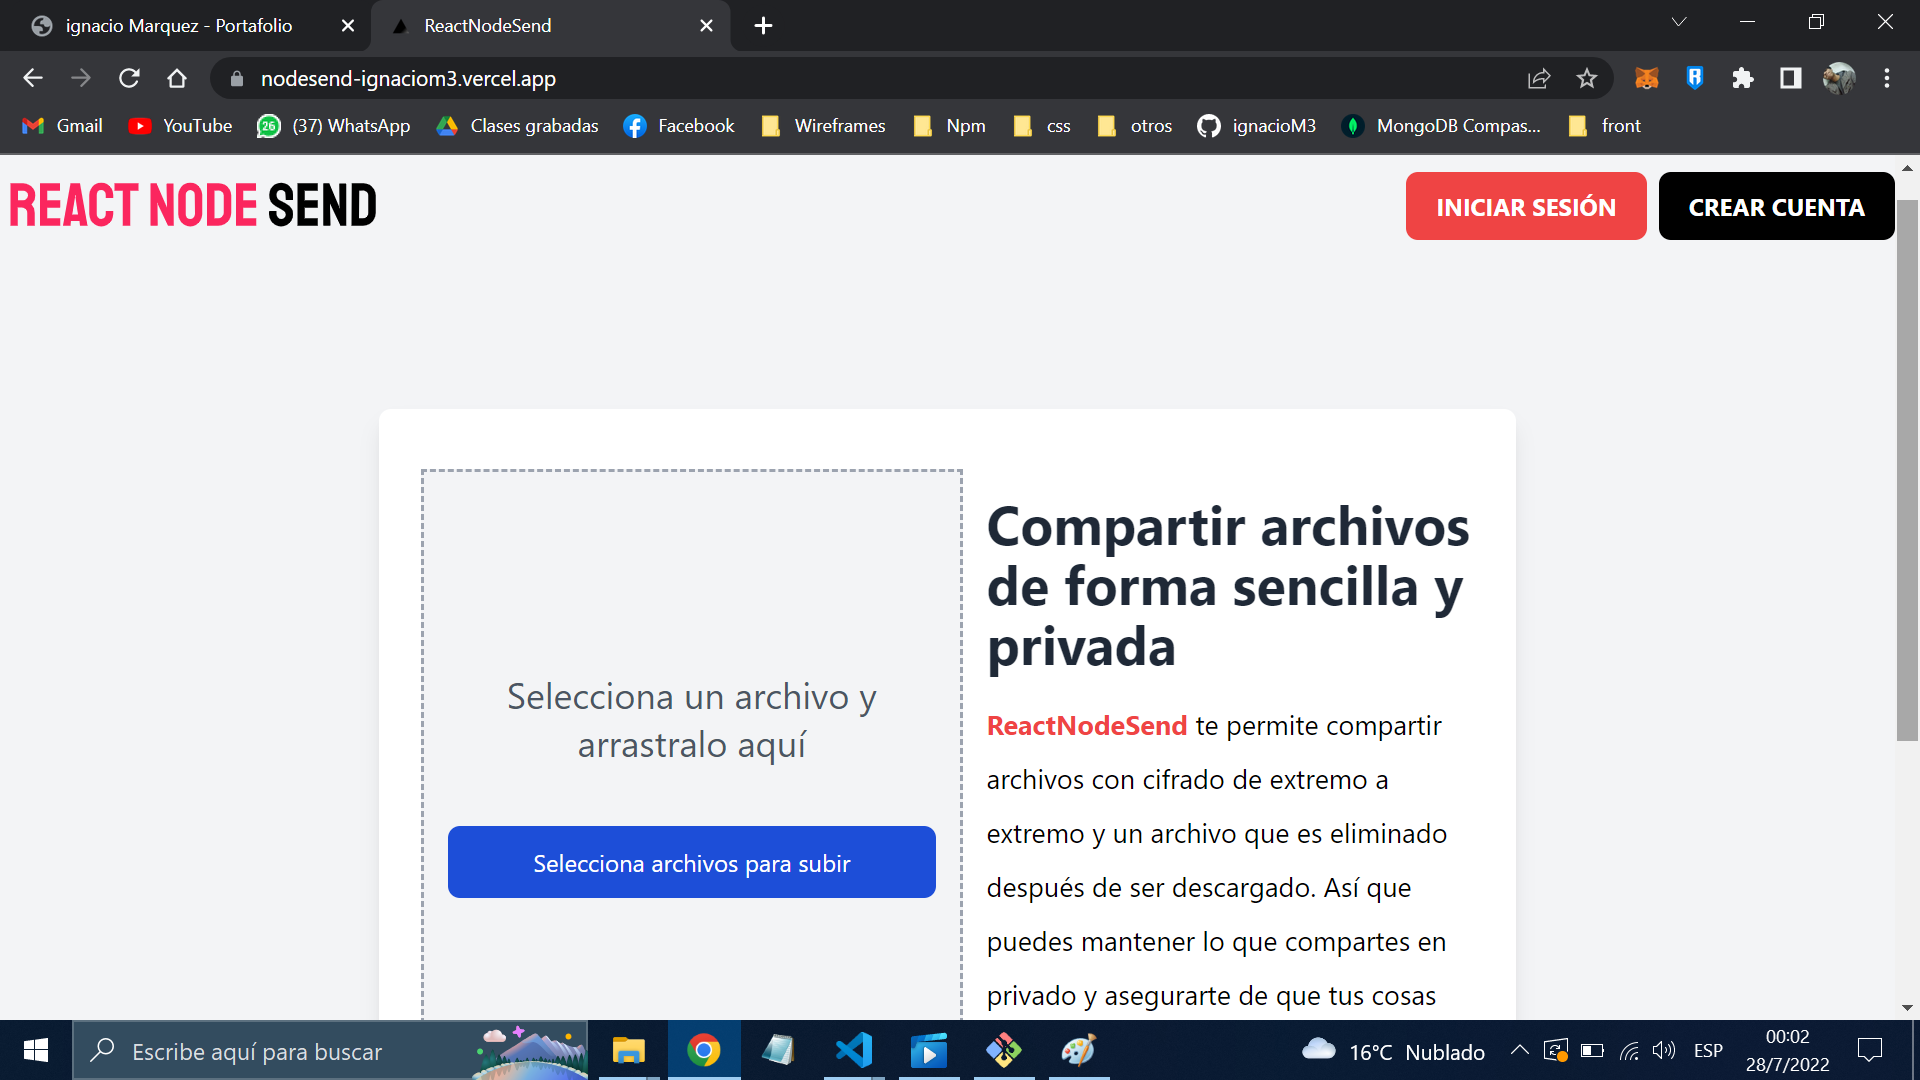 ignacio Marquez - Portafolio
ReactNodeSend
nodesend-ignaciom3.vercel.app
Gmail
YouTube
26
(37) WhatsApp
Clases grabadas
Facebook
Wireframes
Npm
css
otros
ignacioM3
MongoDB Compas...
front
REACT NODE SEND
INICIAR SESIÓN
CREAR CUENTA
Selecciona un archivo y
arrastralo aquí
Selecciona archivos para subir
Compartir archivos
de forma sencilla y
privada
ReactNodeSend te permite compartir
archivos con cifrado de extremo a
extremo y un archivo que es eliminado
después de ser descargado. Así que
puedes mantener lo que compartes en
privado y asegurarte de que tus cosas
Escribe aquí para buscar
16°C Nublado
ESP
00:02
28/7/2022